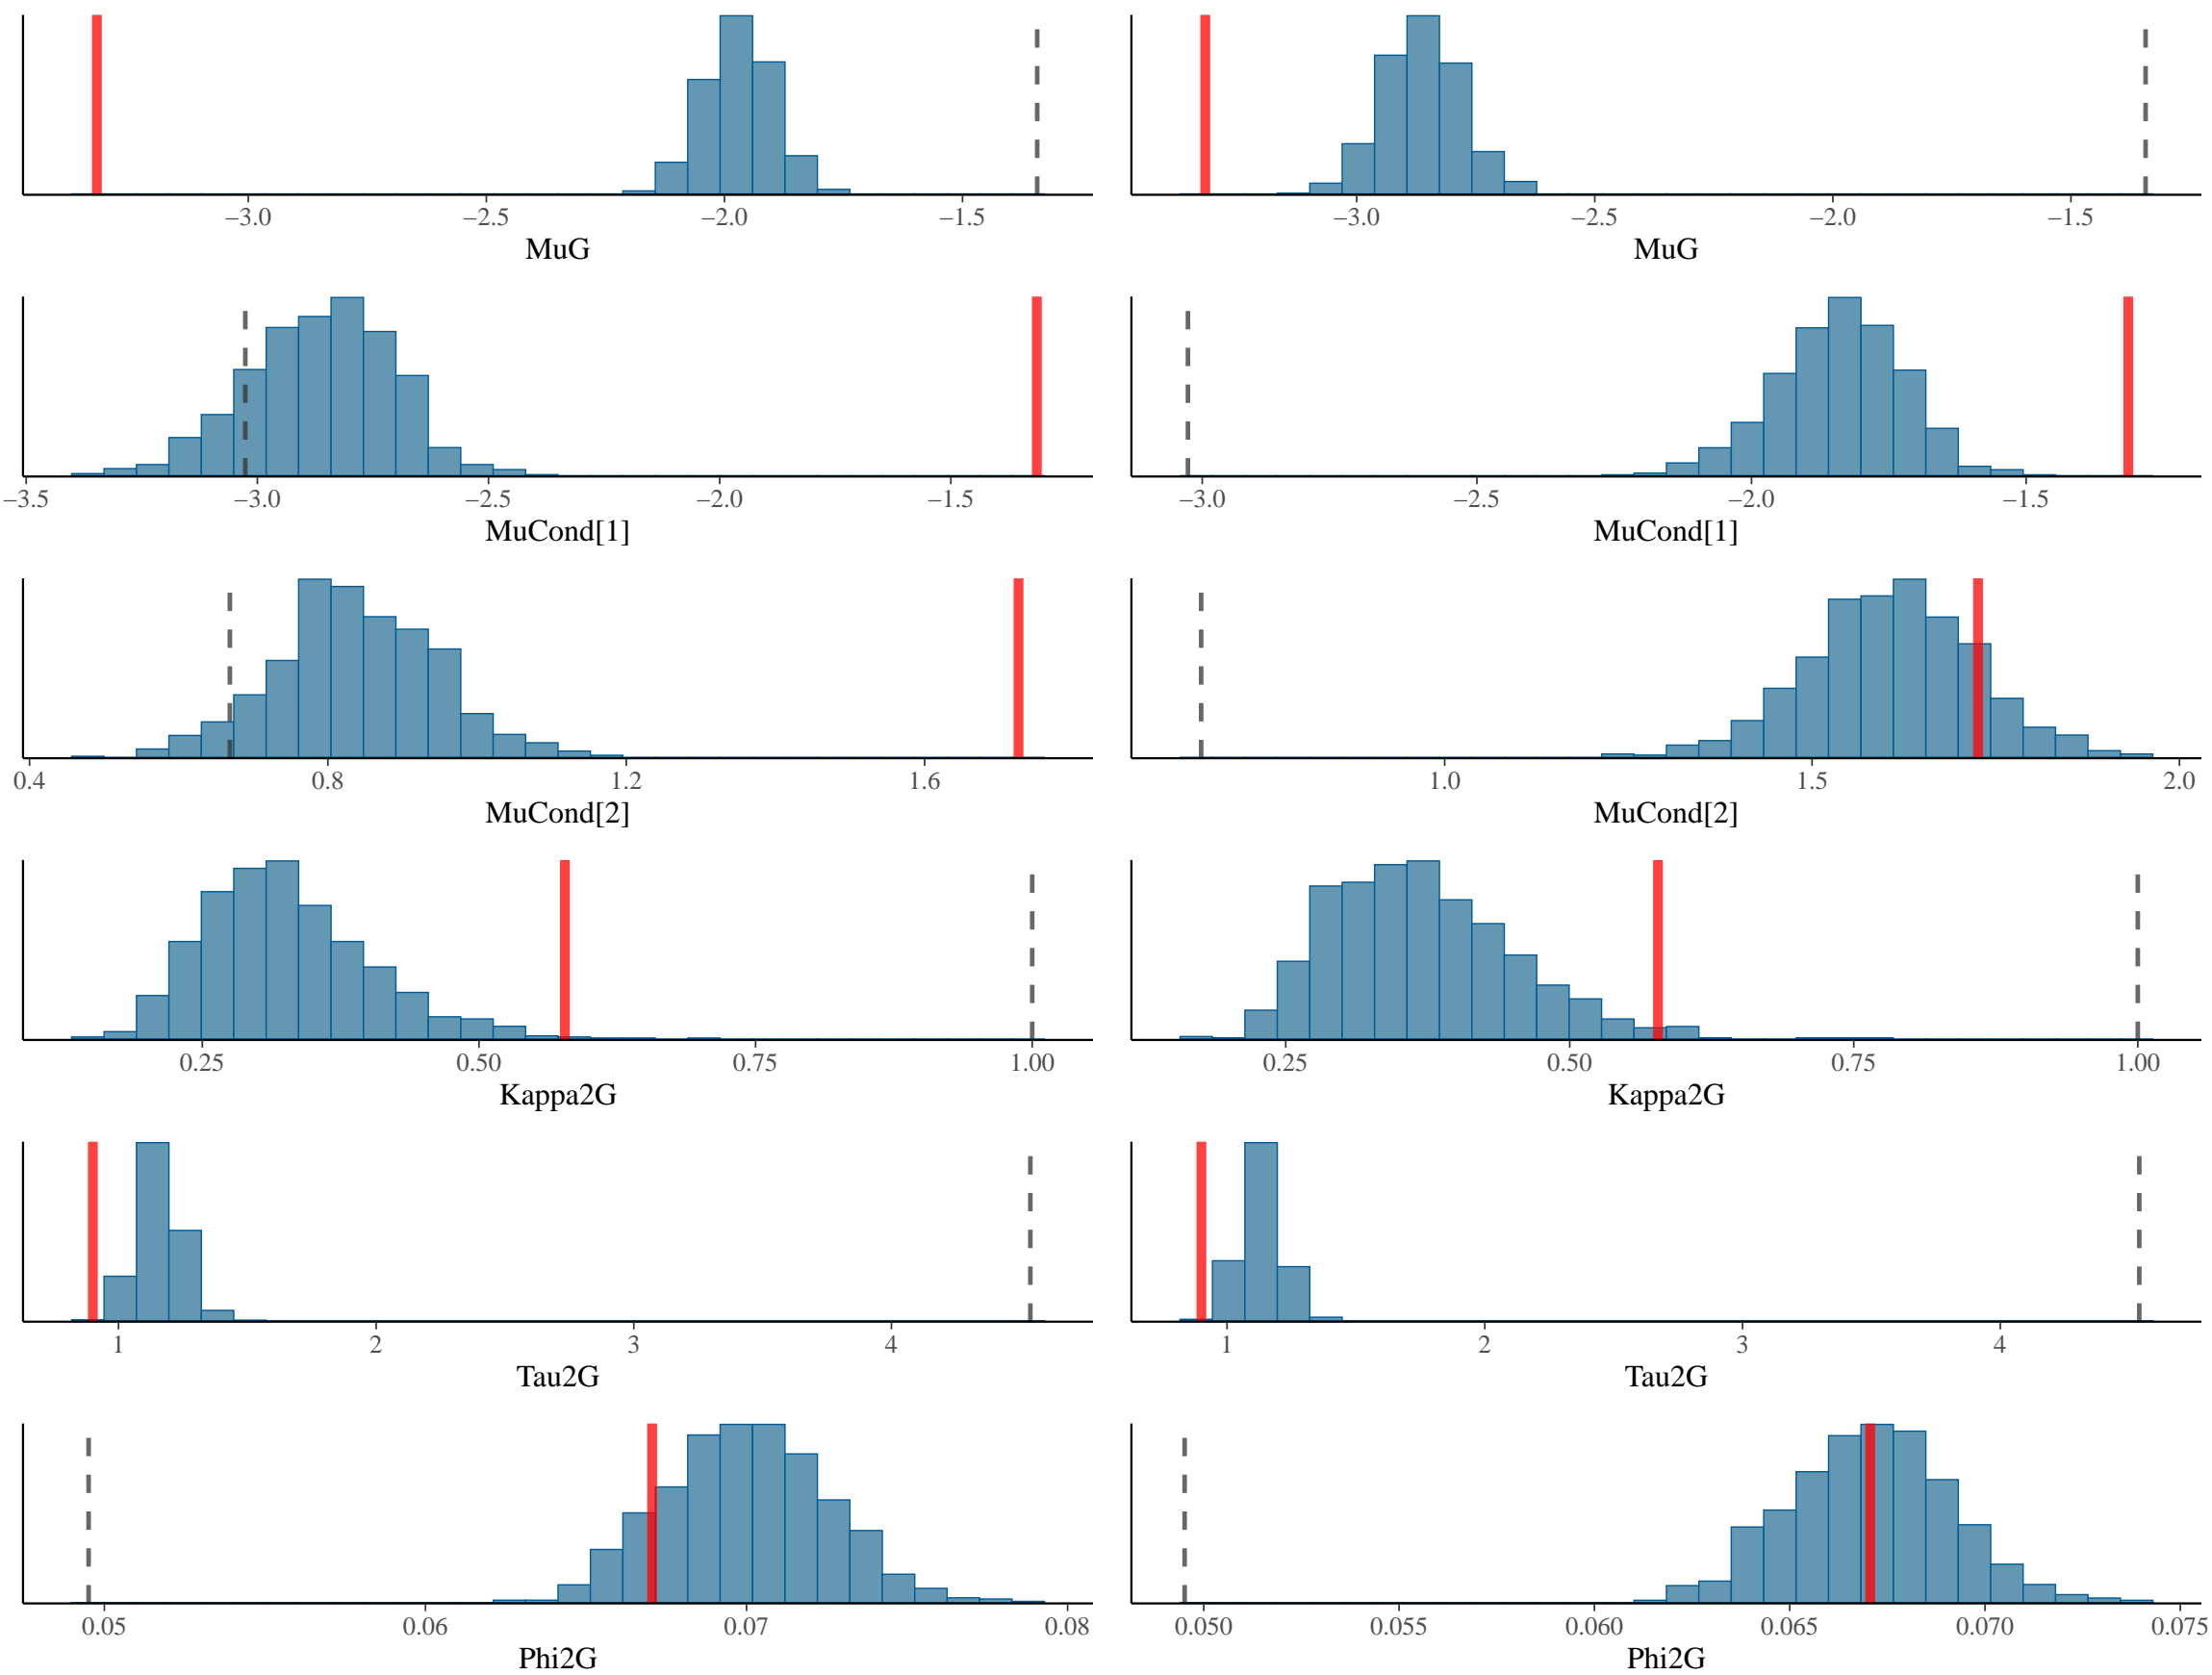 −3.0 −2.5 −2.0 −1.5 −3.0 −2.5 −2.0 −1.5
MuG MuG
−3.5 −3.0 −2.5 −2.0 −1.5 −3.0 −2.5 −2.0 −1.5
MuCond[1] MuCond[1]
0.4 0.8 1.2 1.6 1.0 1.5 2.0
MuCond[2] MuCond[2]
0.25 0.50 0.75 1.00 0.25 0.50 0.75 1.00
Kappa2G Kappa2G
1 2 3 4 1 2 3 4
Tau2G Tau2G
0.05 0.06 0.07 0.08 0.050 0.055 0.060 0.065 0.070 0.075
Phi2G Phi2G